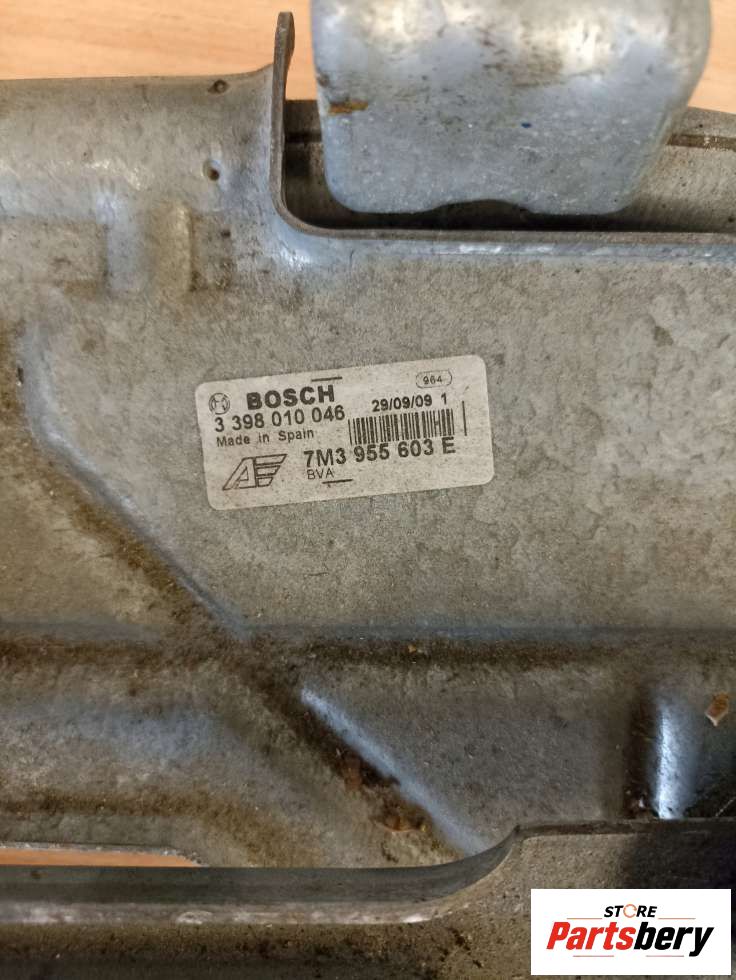 BOSCH
964
3 398 010 046
29/09/09 1
Made in Spain
7M3 955 603 E
BVA
STORE
Partsbery